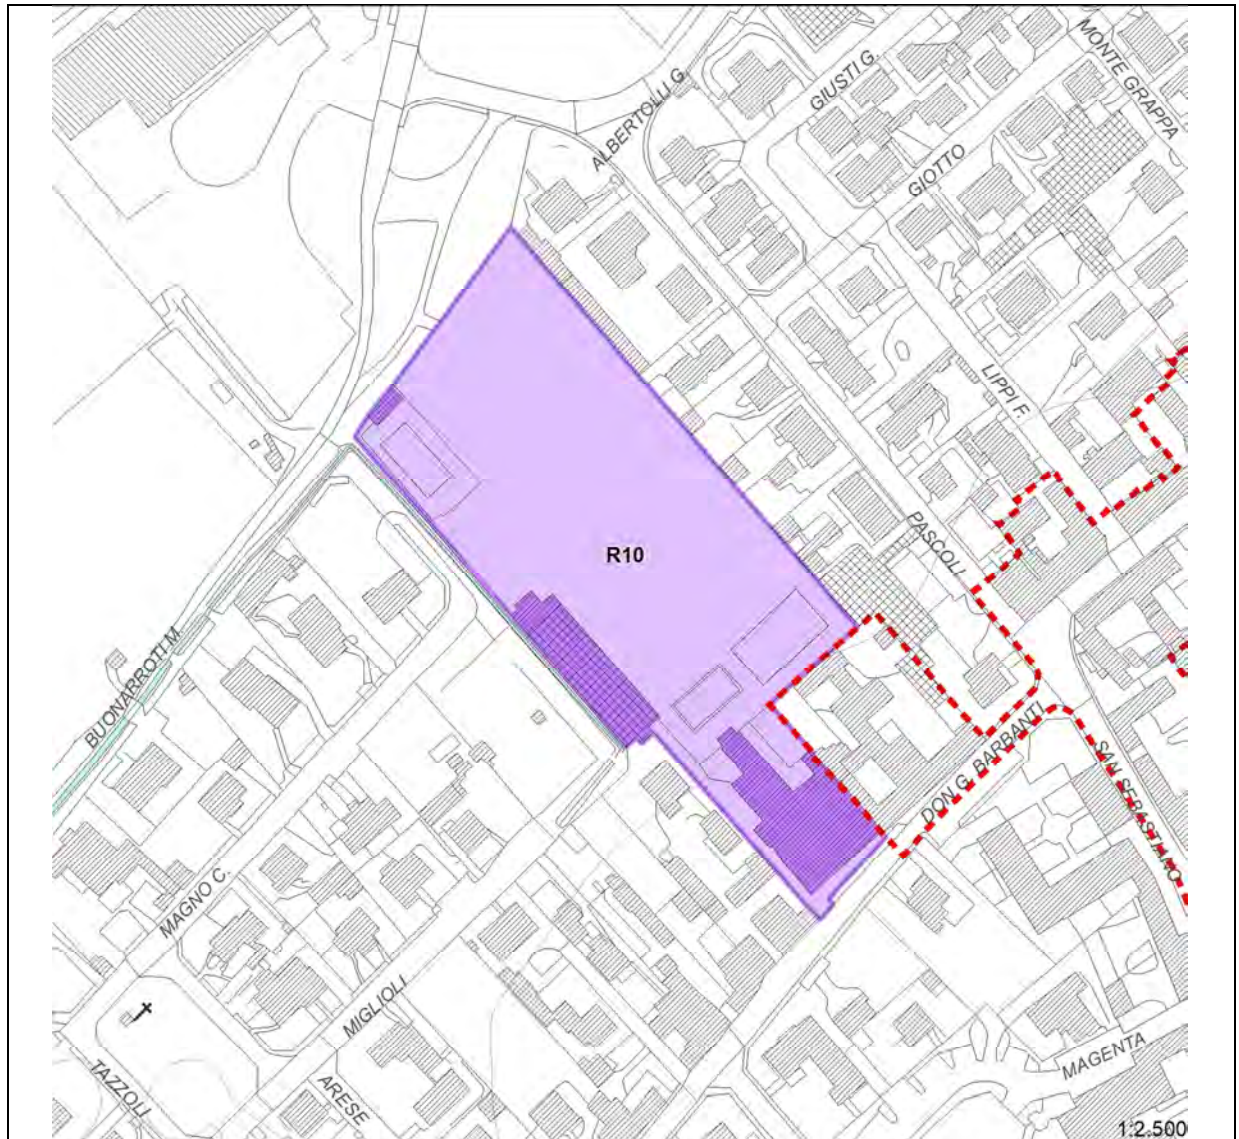 MONTE GRAPPA
GIUSTI G.
ALBERTOLLI G.
GIOTTO
LIPPI F.
PASCOLI
R10
BUONARROTI M.
DON G. BARBANTI
SAN SEBASTIANO
MAGNO C.
MIGLIOLI
MAGENTA
TAZZOLI
ARESE
1:2.500